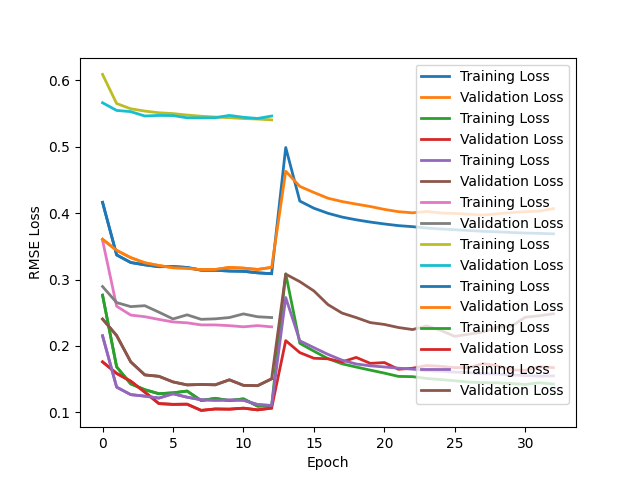 0.6
0.5
0.4
0.3
0.2
0.1
RMSE Loss
0
5
10
15
20
25
30
Epoch
Training Loss
Validation Loss
Training Loss
Validation Loss
Training Loss
Validation Loss
Training Loss
Validation Loss
Training Loss
Validation Loss
Training Loss
Validation Loss
Training Loss
Validation Loss
Training Loss
Validation Loss